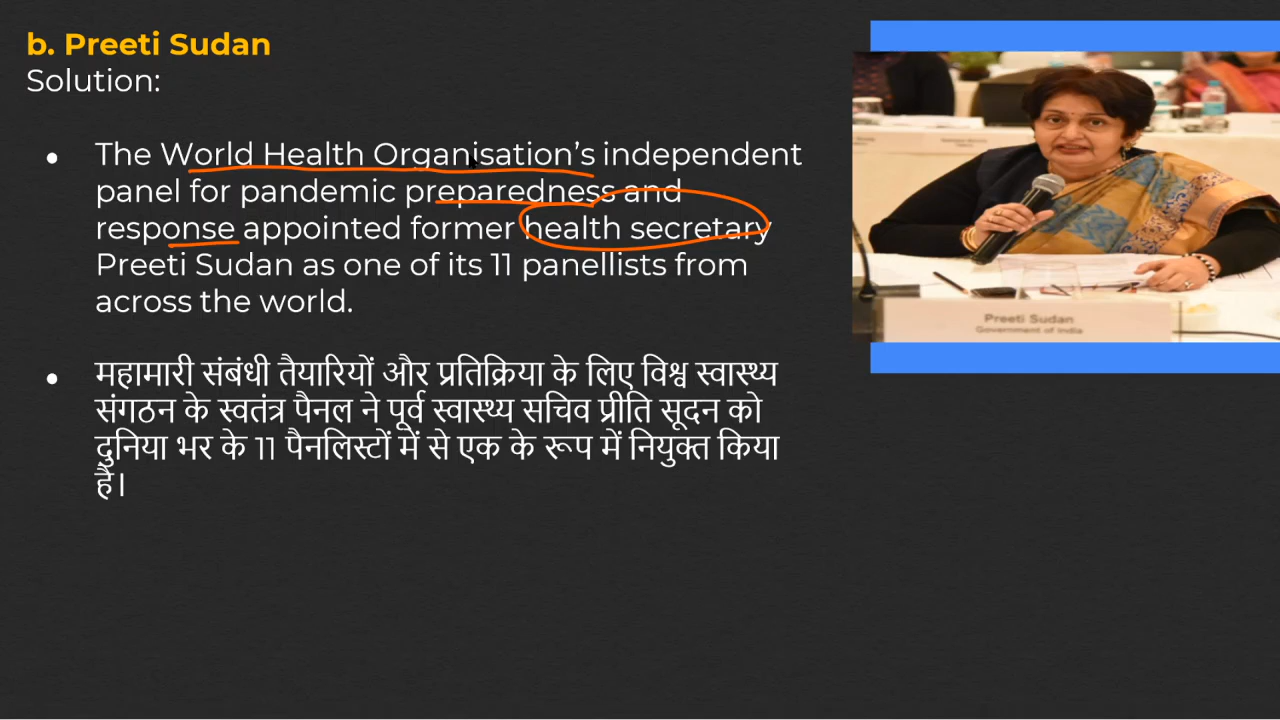 b. Preeti Sudan
Solution:
● The World Health Organisation's independent
panel for pandemic preparedness and
response appointed former health secretary
Preeti Sudan as one of its 11 panellists from
across the world.
● महामारी संबंधी तैयारियों और प्रतिक्रिया के लिए विश्व स्वास्थ्य
संगठन के स्वतंत्र पैनल ने पूर्व स्वास्थ्य सचिव प्रीति सूदन को
दुनिया भर के 11 पैनलिस्टों में से एक के रूप में नियुक्त किया
है।
Preeti Sudan
Government of India